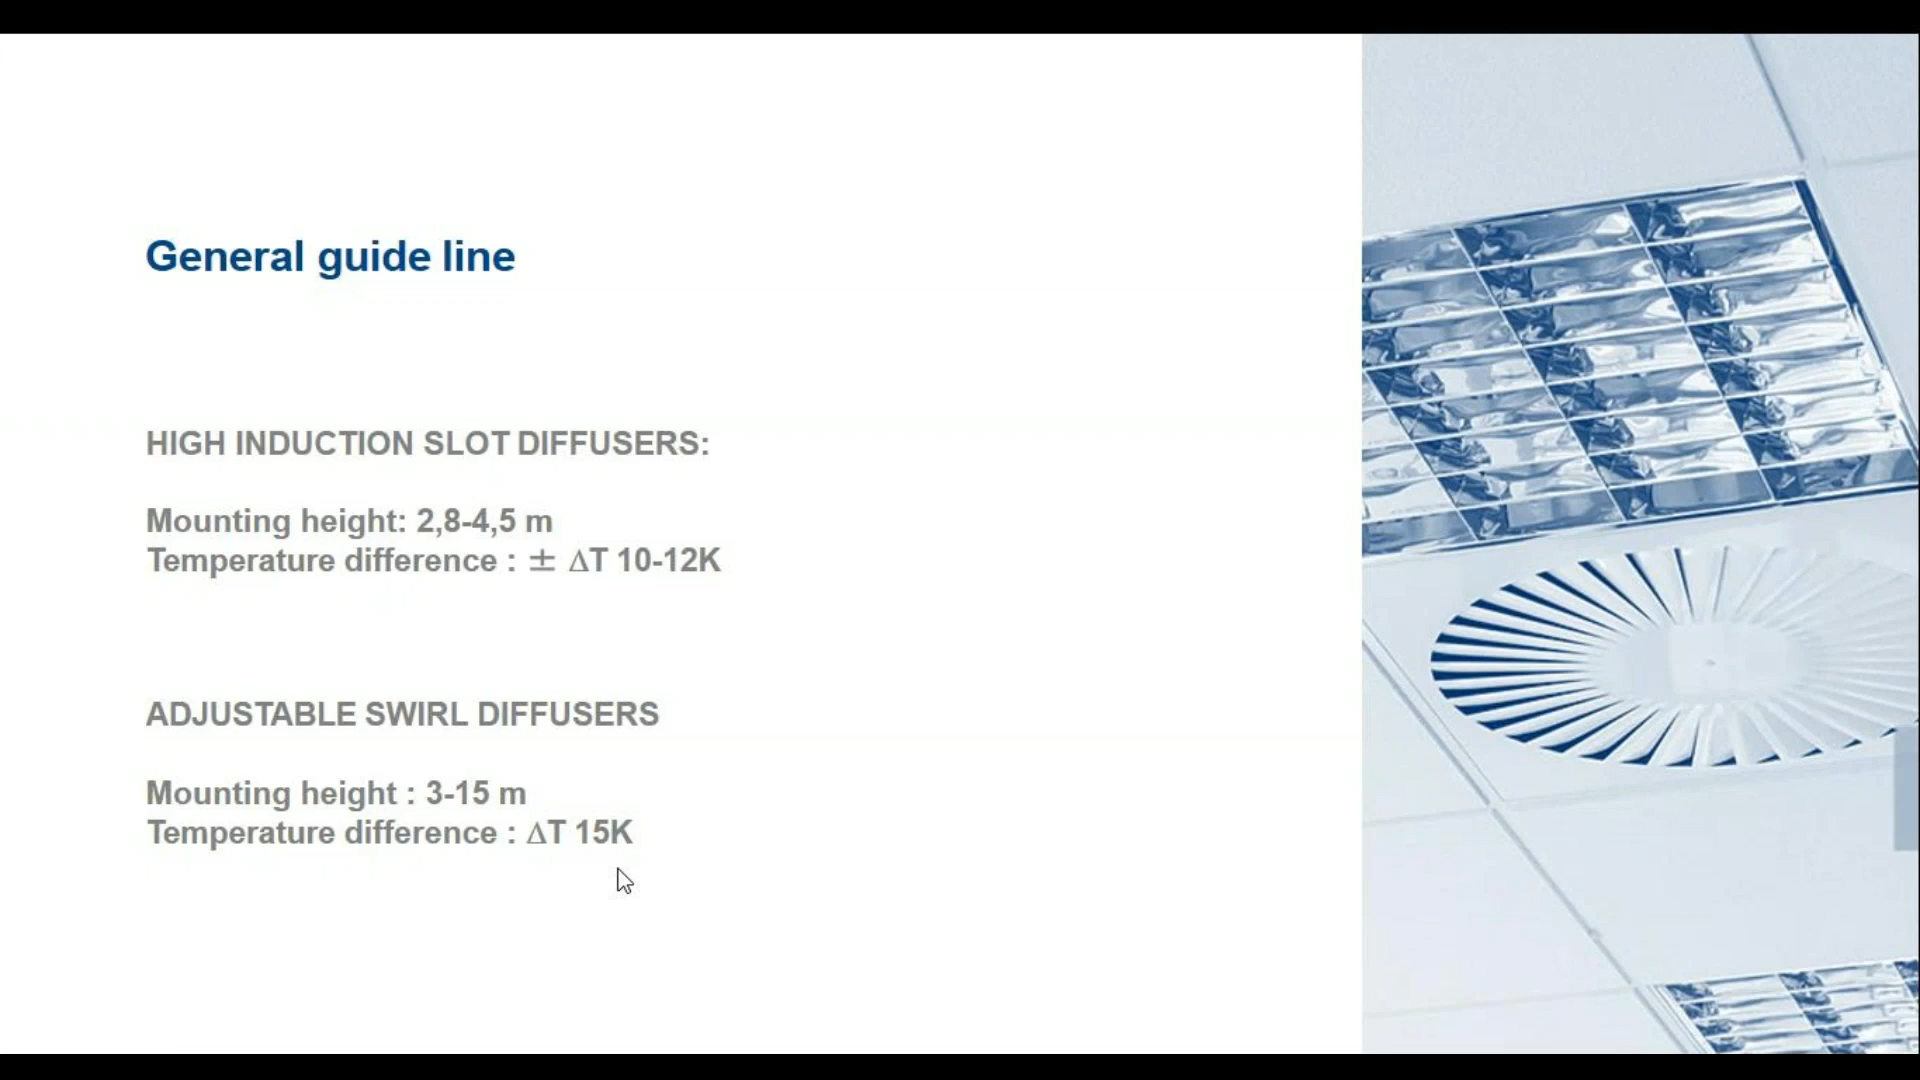 General guide line
HIGH INDUCTION SLOT DIFFUSERS:
Mounting height: 2,8-4,5 m
Temperature difference : ± ΔT 10-12K
ADJUSTABLE SWIRL DIFFUSERS
Mounting height : 3-15 m
Temperature difference : ΔT 15K